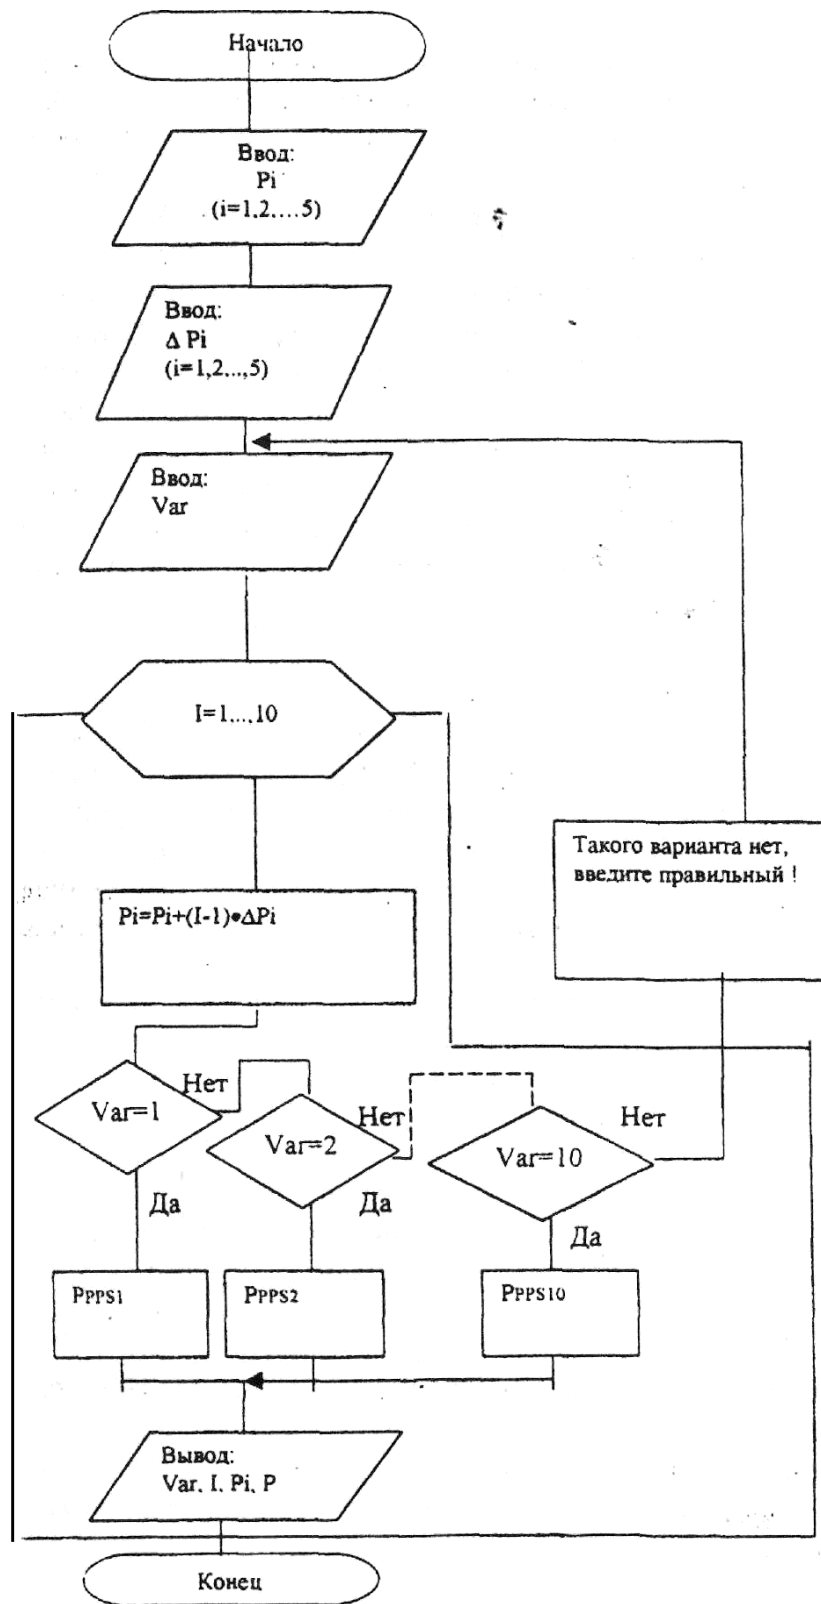 Начало
Ввод:
Pi
(i=1,2,...5)
Ввод:
Δ Pi
(i=1,2...,5)
Ввод:
Var
I=1...,10
Такого варианта нет,
введите правильный !
Pi=Pi+(I-1)•ΔPi
Var=1
Нет
Var=2
Нет
Var=10
Нет
Да
Да
Да
PPPS1
PPPS2
PPPS10
Вывод:
Var, I, Pi, P
Конец